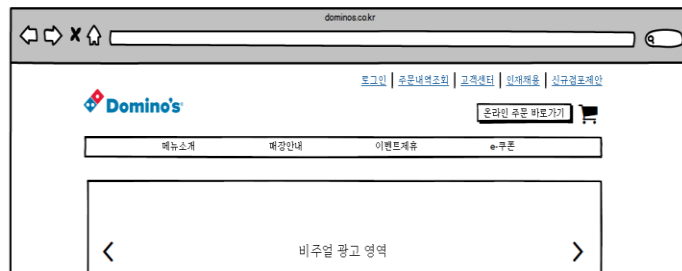 dominos.co.kr
로그인 | 주문내역조회 | 고객센터 | 인재채용 | 신규점포제안
Domino's
온라인 주문 바로가기
메뉴소개 매장안내 이벤트제휴 e-쿠폰
비주얼 광고 영역